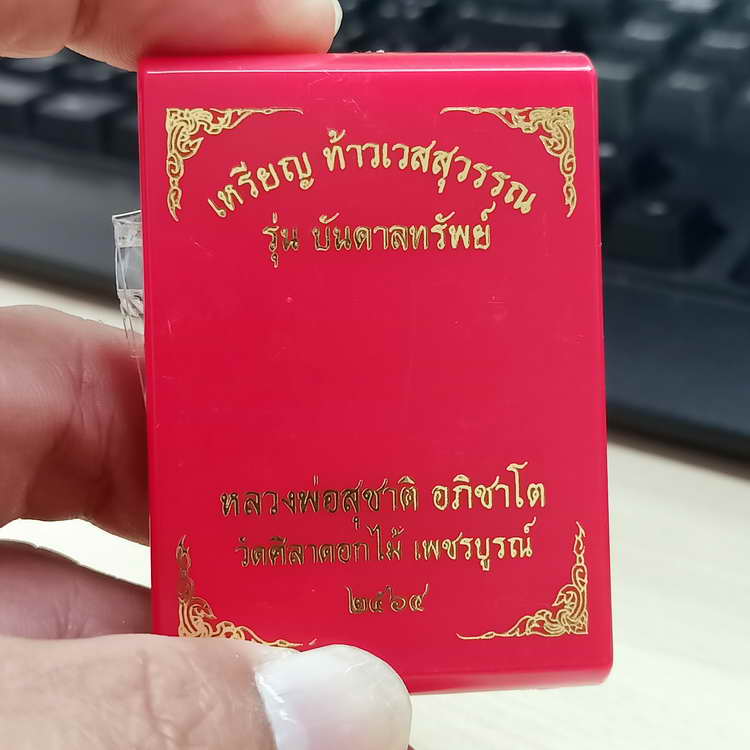 เหรียญ ท้าวเวสสุวรรณ
รุ่น บันดาลทรัพย์
หลวงพ่อสุชาติ อภิชาโต
วัดศิลาดอกไม้ เพชรบูรณ์
๒๕๖๔